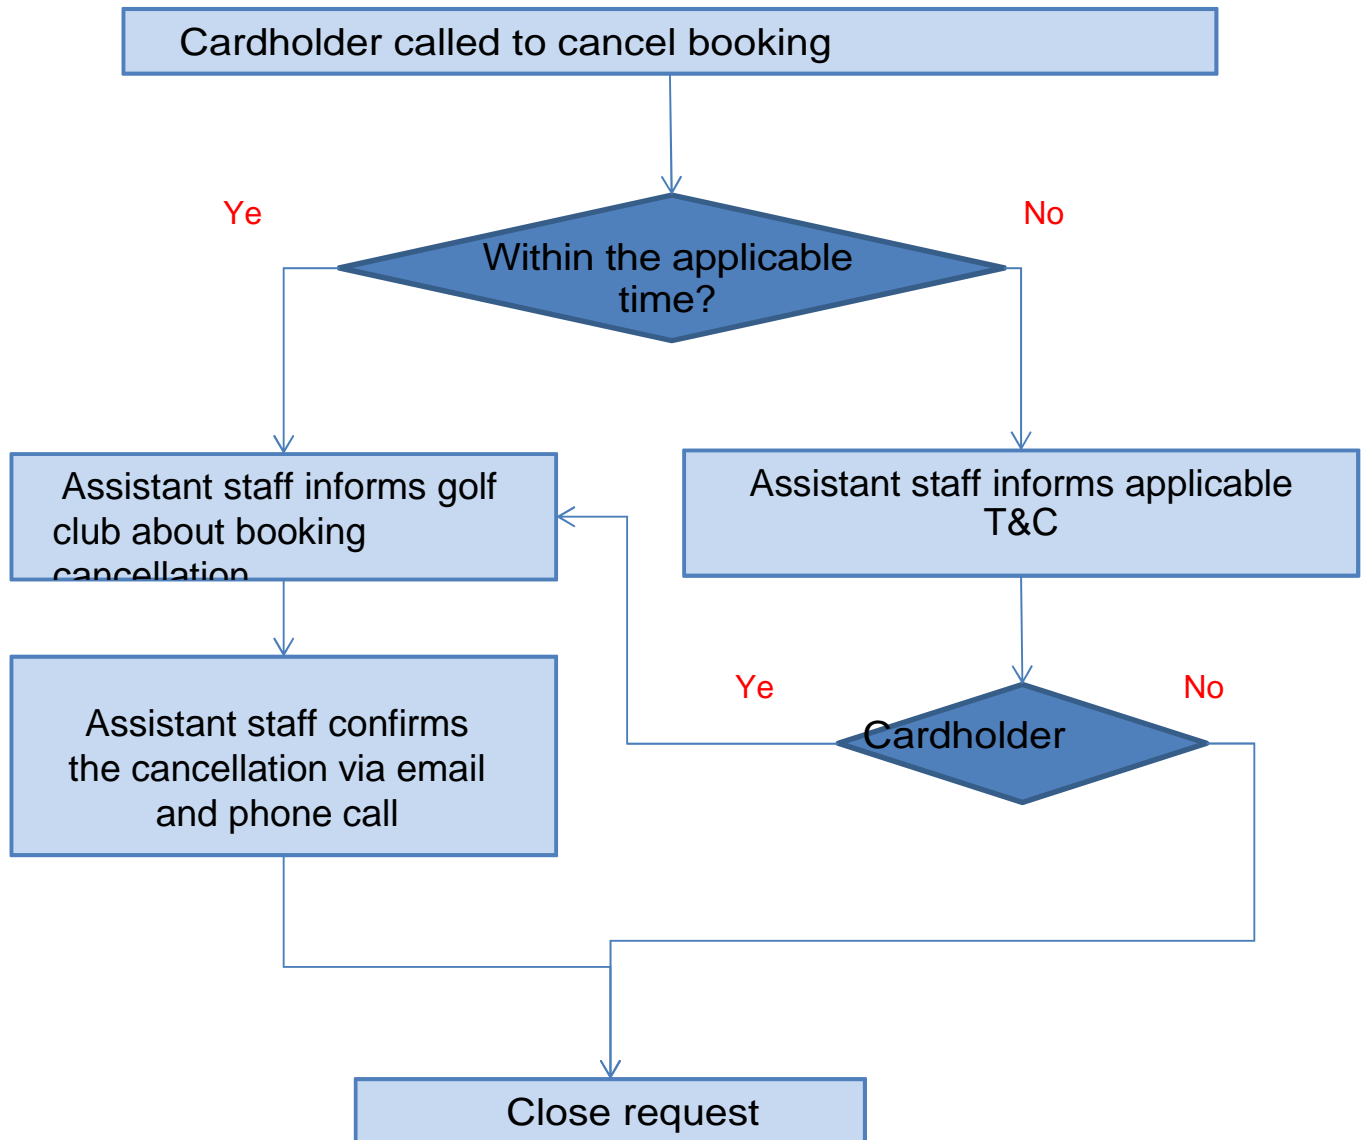 Cardholder called to cancel booking
Ye
No
Within the applicable
time?
Assistant staff informs golf
club about booking
cancellation
Assistant staff informs applicable
T&C
Ye
No
Cardholder
Assistant staff confirms
the cancellation via email
and phone call
Close request